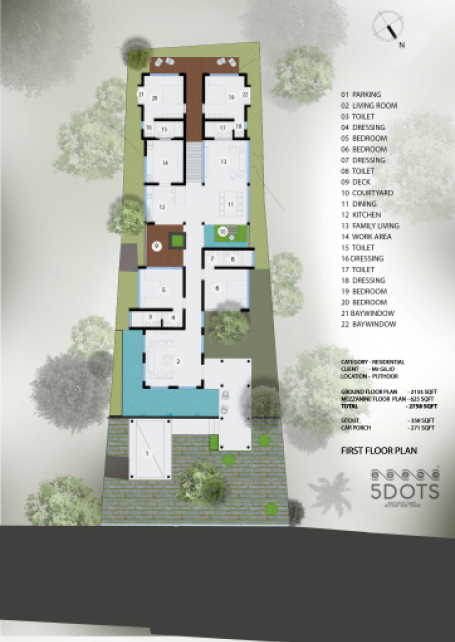 N
01 PARKING
02 LIVING ROOM
03 TOILET
04 DRESSING
05 BEDROOM
06 BEDROOM
07 DRESSING
08 TOILET
09 DECK
10 COURTYARD
11 DINING
12 KITCHEN
13 FAMILY LIVING
14 WORK AREA
15 TOILET
16 DRESSING
17 TOILET
18 DRESSING
19 BEDROOM
20 BEDROOM
21 BAYWINDOW
22 BAYWINDOW
21 20 19 22
16 15 17 18
14 13
12 11
9 10
7 8
5 6
3 4
2
1
CATEGORY - RESIDENTIAL
CLIENT - Mr GILJO
LOCATION - PUTHOOR
GROUND FLOOR PLAN - 2133 SQFT
MEZZANINE FLOOR PLAN - 625 SQFT
TOTAL - 2758 SQFT
SITOUT - 358 SQFT
CAR PORCH - 271 SQFT
FIRST FLOOR PLAN
5DOTS